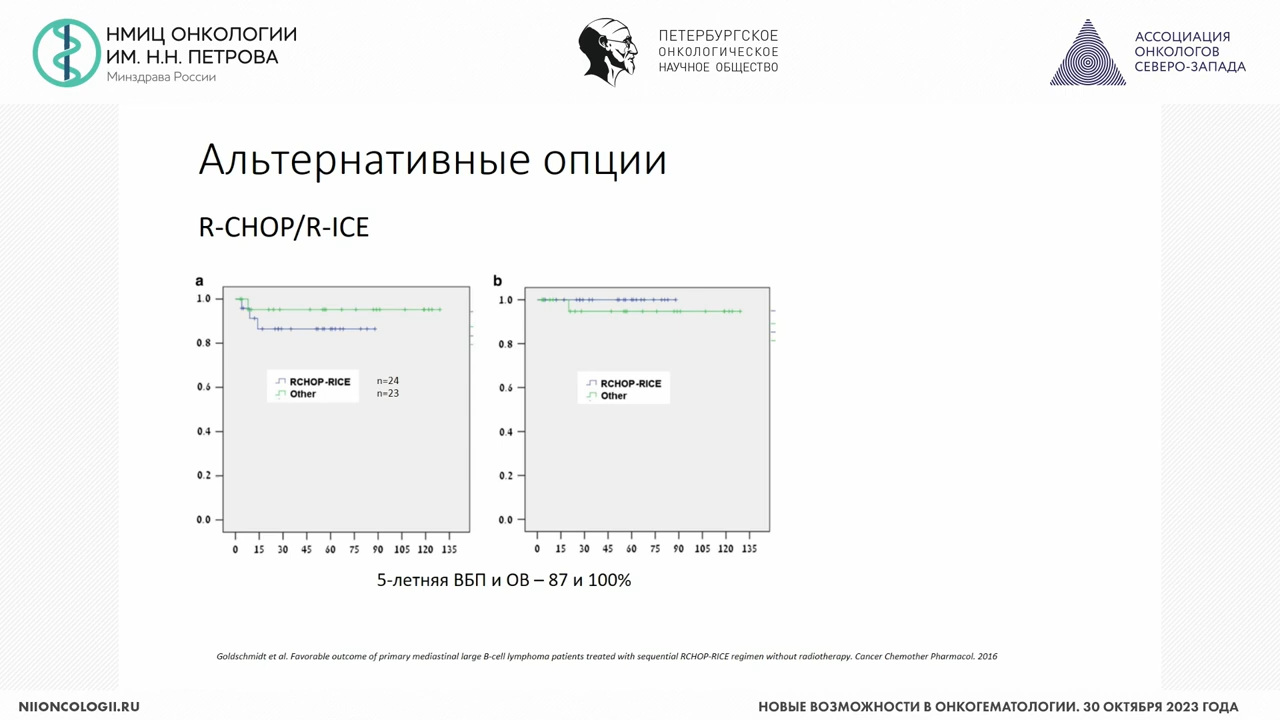 НМИЦ ОНКОЛОГИИ
ИМ. Н.Н. ПЕТРОВА
Минздрава России
ПЕТЕРБУРГСКОЕ
ОНКОЛОГИЧЕСКОЕ
НАУЧНОЕ ОБЩЕСТВО
АССОЦИАЦИЯ
ОНКОЛОГОВ
СЕВЕРО-ЗАПАДА
Альтернативные опции
R-CHOP/R-ICE
a
1.0
0.8
0.6
0.4
0.2
0.0
RCHOP-RICE n=24
Other n=23
0 15 30 45 60 75 90 105 120 135
b
1.0
0.8
0.6
0.4
0.2
0.0
RCHOP-RICE
Other
0 15 30 45 60 75 90 105 120 135
5-летняя ВБП и ОВ – 87 и 100%
Goldschmidt et al. Favorable outcome of primary mediastinal large B-cell lymphoma patients treated with sequential RCHOP-RICE regimen without radiotherapy. Cancer Chemother Pharmacol. 2016
NIIONCOLOGII.RU
НОВЫЕ ВОЗМОЖНОСТИ В ОНКОГЕМАТОЛОГИИ. 30 ОКТЯБРЯ 2023 ГОДА